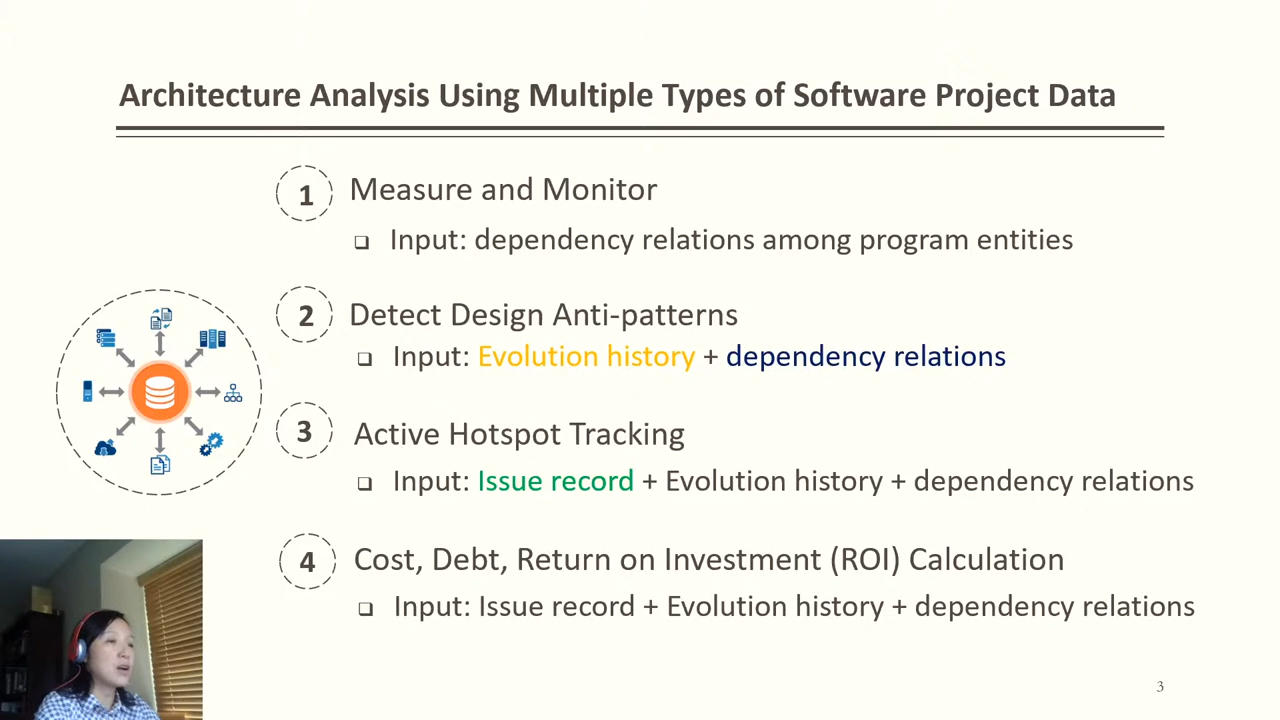 Architecture Analysis Using Multiple Types of Software Project Data
1 Measure and Monitor
Input: dependency relations among program entities
2 Detect Design Anti-patterns
Input: Evolution history + dependency relations
3 Active Hotspot Tracking
Input: Issue record + Evolution history + dependency relations
4 Cost, Debt, Return on Investment (ROI) Calculation
Input: Issue record + Evolution history + dependency relations
3